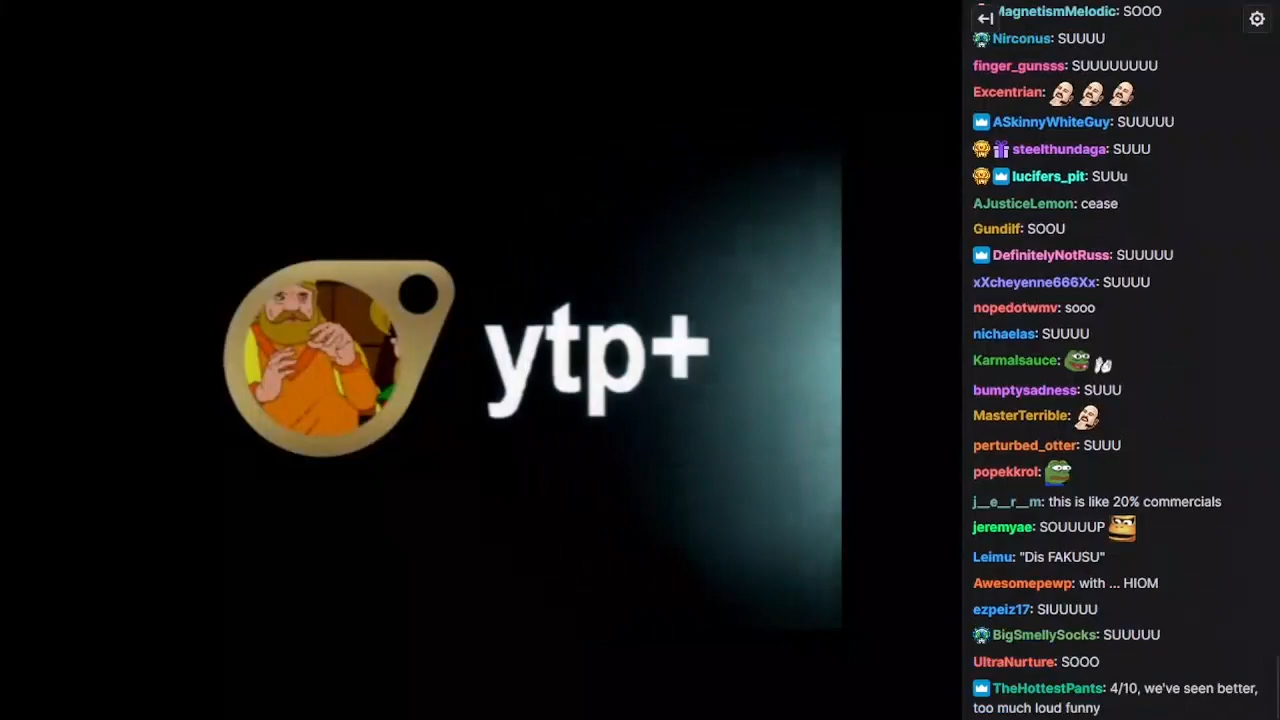 ytp+
MagnetismMelodic: SOOO
Nirconus: SUUUU
finger_gunsss: SUUUUUUUU
Excentrian:
ASkinnyWhiteGuy: SUUUUU
steelthundaga: SUUU
lucifers_pit: SUUu
AJusticeLemon: cease
Gundilf: SOOU
DefinitelyNotRuss: SUUUUU
xXcheyenne666Xx: SUUUU
nopedotwmv: sooo
nichaelas: SUUUU
Karmalsauce:
bumptysadness: SUUU
MasterTerrible:
perturbed_otter: SUUU
popekkrol:
j__e__r__m: this is like 20% commercials
jeremyae: SOUUUUP
Leimu: "Dis FAKUSU"
Awesomepewp: with ... HIOM
ezpeiz17: SIUUUUU
BigSmellySocks: SUUUUU
UltraNurture: SOOO
TheHottestPants: 4/10, we've seen better,
too much loud funny